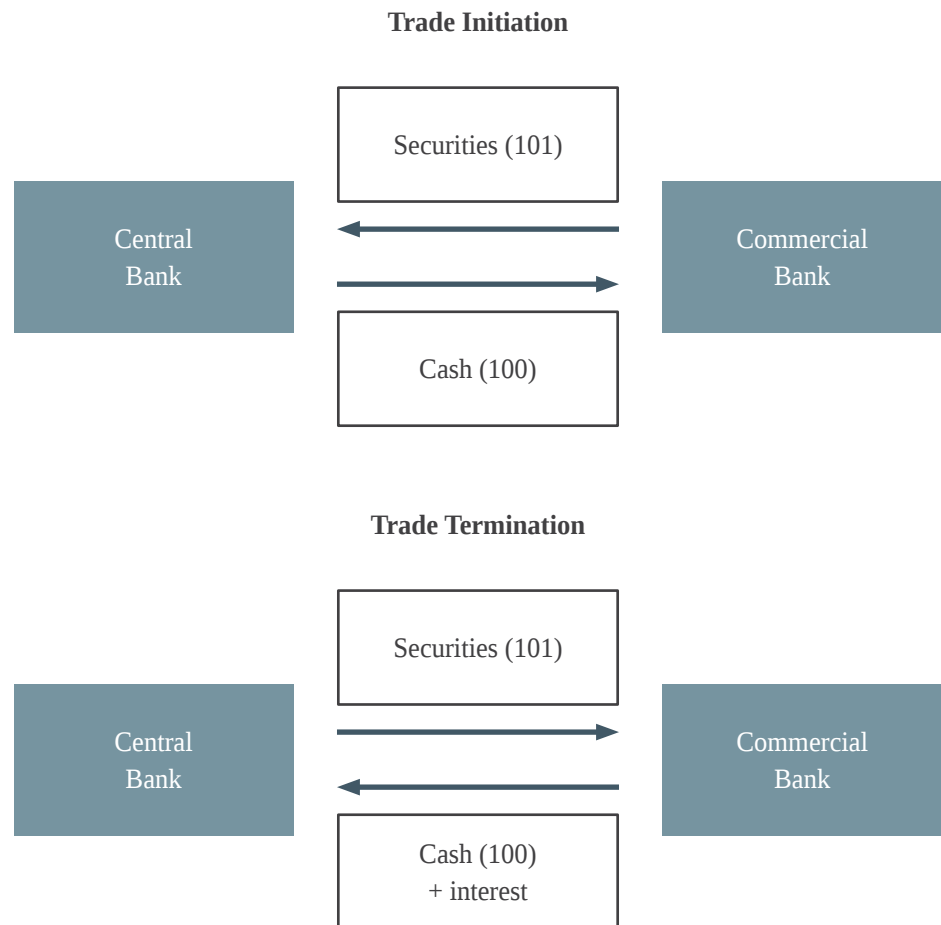 Trade Initiation
Securities (101)
Central
Bank
Commercial
Bank
Cash (100)
Trade Termination
Securities (101)
Central
Bank
Commercial
Bank
Cash (100)
+ interest